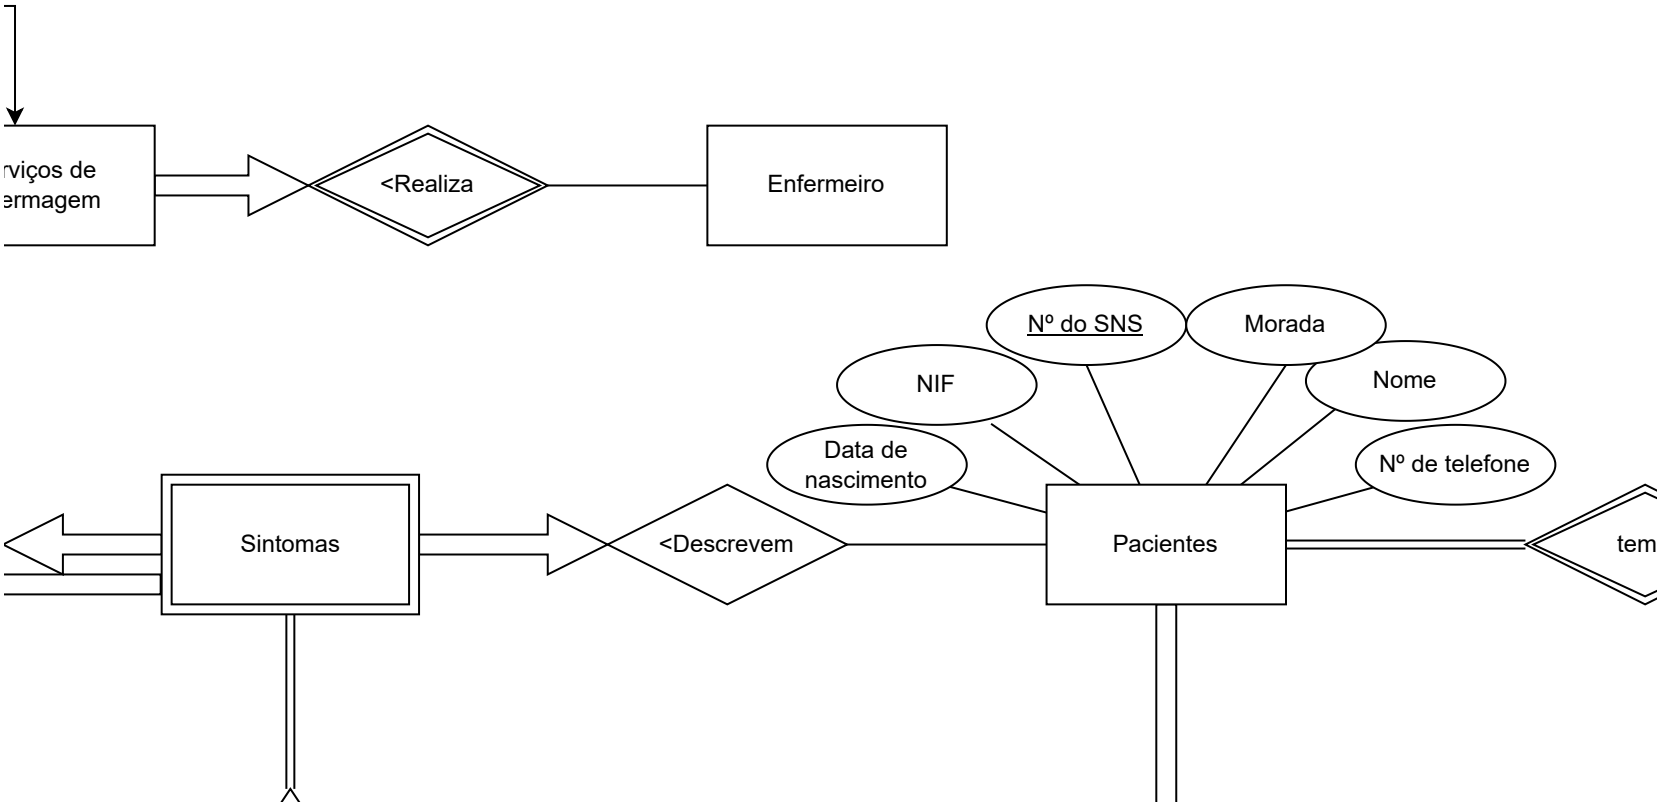 rviços de
ermagem
<Realiza
Enfermeiro
Nº do SNS
Morada
NIF
Nome
Data de
nascimento
Nº de telefone
Sintomas
<Descrevem
Pacientes
tem